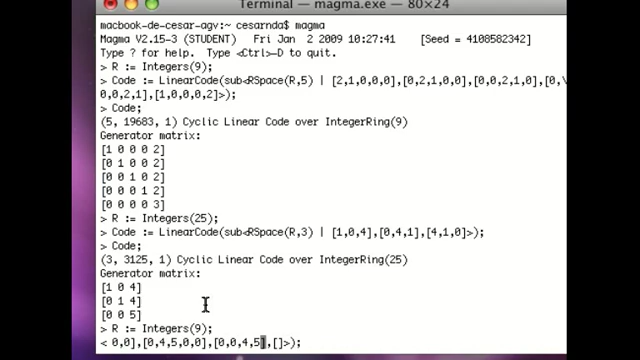 Terminal — magma.exe — 80×24
macbook-de-cesar-agv:~ cesarnda$ magma
Magma V2.15-3 (STUDENT)   Fri Jan  2 2009 10:27:41    [Seed = 4108582342]
Type ? for help.  Type <Ctrl>-D to quit.
> R := Integers(9);
> Code := LinearCode(sub<RSpace(R,5) | [2,1,0,0,0],[0,2,1,0,0],[0,0,2,1,0],[0,\
0,0,2,1],[1,0,0,0,2]>);
> Code;
(5, 19683, 1) Cyclic Linear Code over IntegerRing(9)
Generator matrix:
[1 0 0 0 2]
[0 1 0 0 2]
[0 0 1 0 2]
[0 0 0 1 2]
[0 0 0 0 3]
> R := Integers(25);
> Code := LinearCode(sub<RSpace(R,3) | [1,0,4],[0,4,1],[4,1,0]>);
> Code;
(3, 3125, 1) Cyclic Linear Code over IntegerRing(25)
Generator matrix:
[1 0 4]
[0 1 4]
[0 0 5]
> R := Integers(9);
< 0,0],[0,4,5,0,0],[0,0,4,5],[]>);